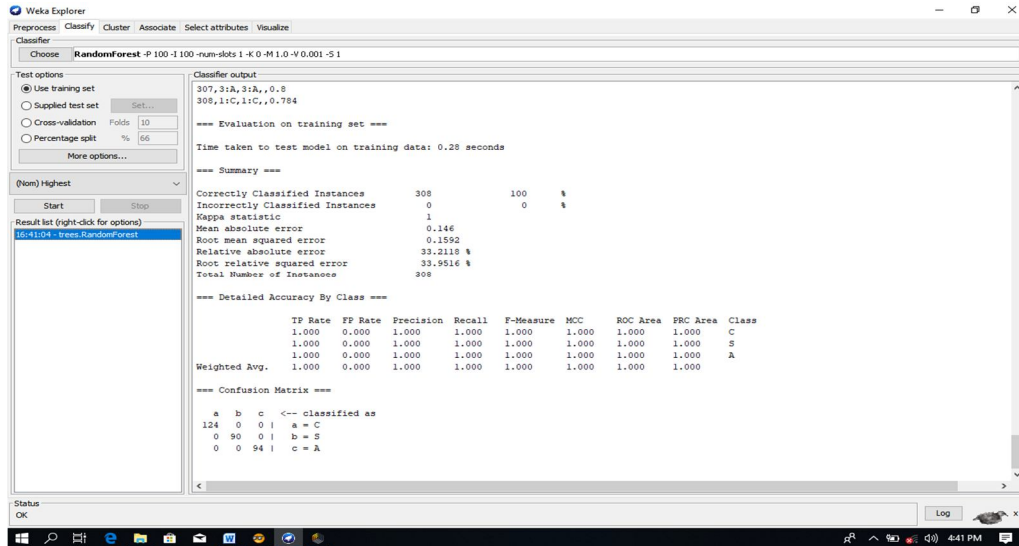 Weka Explorer
Preprocess Classify Cluster Associate Select attributes Visualize
Classifier
Choose RandomForest -P 100 -I 100 -num-slots 1 -K 0 -M 1.0 -V 0.001 -S 1
Test options
Use training set
Supplied test set Set...
Cross-validation Folds 10
Percentage split % 66
More options...
(Nom) Highest
Start Stop
Result list (right-click for options)
16:41:04 - trees.RandomForest
Classifier output
307,3:A,3:A,,0.8
308,1:C,1:C,,0.784
=== Evaluation on training set ===
Time taken to test model on training data: 0.28 seconds
=== Summary ===
Correctly Classified Instances 308 100 %
Incorrectly Classified Instances 0 0 %
Kappa statistic 1
Mean absolute error 0.146
Root mean squared error 0.1592
Relative absolute error 33.2118 %
Root relative squared error 33.9516 %
Total Number of Instances 308
=== Detailed Accuracy By Class ===
TP Rate FP Rate Precision Recall F-Measure MCC ROC Area PRC Area Class
1.000 0.000 1.000 1.000 1.000 1.000 1.000 1.000 C
1.000 0.000 1.000 1.000 1.000 1.000 1.000 1.000 S
1.000 0.000 1.000 1.000 1.000 1.000 1.000 1.000 A
Weighted Avg. 1.000 0.000 1.000 1.000 1.000 1.000 1.000 1.000
=== Confusion Matrix ===
a b c <-- classified as
124 0 0 | a = C
0 90 0 | b = S
0 0 94 | c = A
Status
OK
Log
x 0
4:41 PM